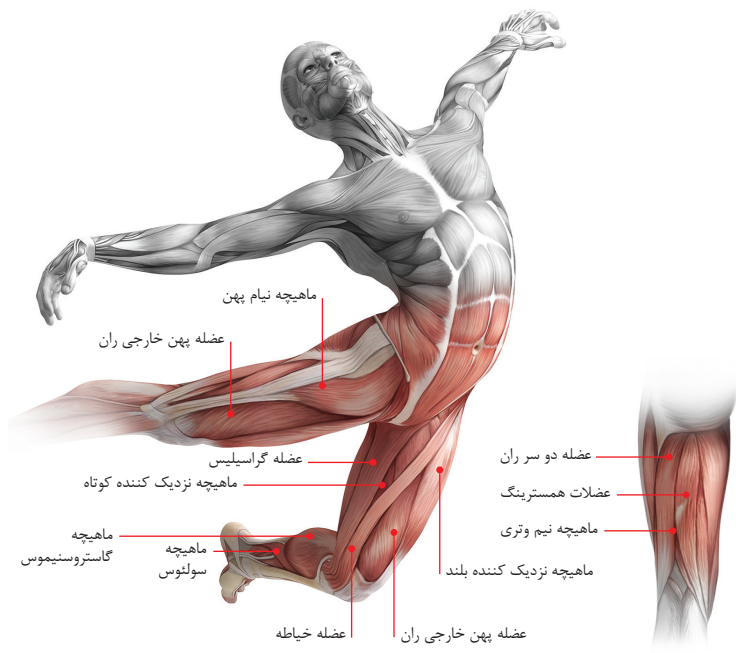 ماهیچه نیام پهن
عضله پهن خارجی ران
عضله گراسیلیس
ماهیچه نزدیک کننده کوتاه
ماهیچه
گاستروسنیموس
ماهیچه
سولئوس
عضله خیاطه
عضله پهن خارجی ران
ماهیچه نزدیک کننده بلند
عضله دو سر ران
عضلات همسترینگ
ماهیچه نیم وتری